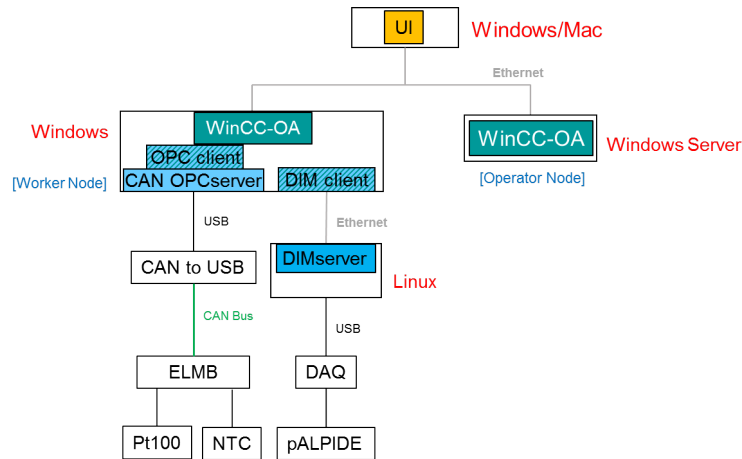 UI
Windows/Mac
Ethernet
Windows
WinCC-OA
WinCC-OA
Windows Server
OPC client
[Worker Node]
CAN OPCserver
DIM client
[Operator Node]
USB
Ethernet
CAN to USB
DIMserver
Linux
CAN Bus
USB
ELMB
DAQ
Pt100
NTC
pALPIDE